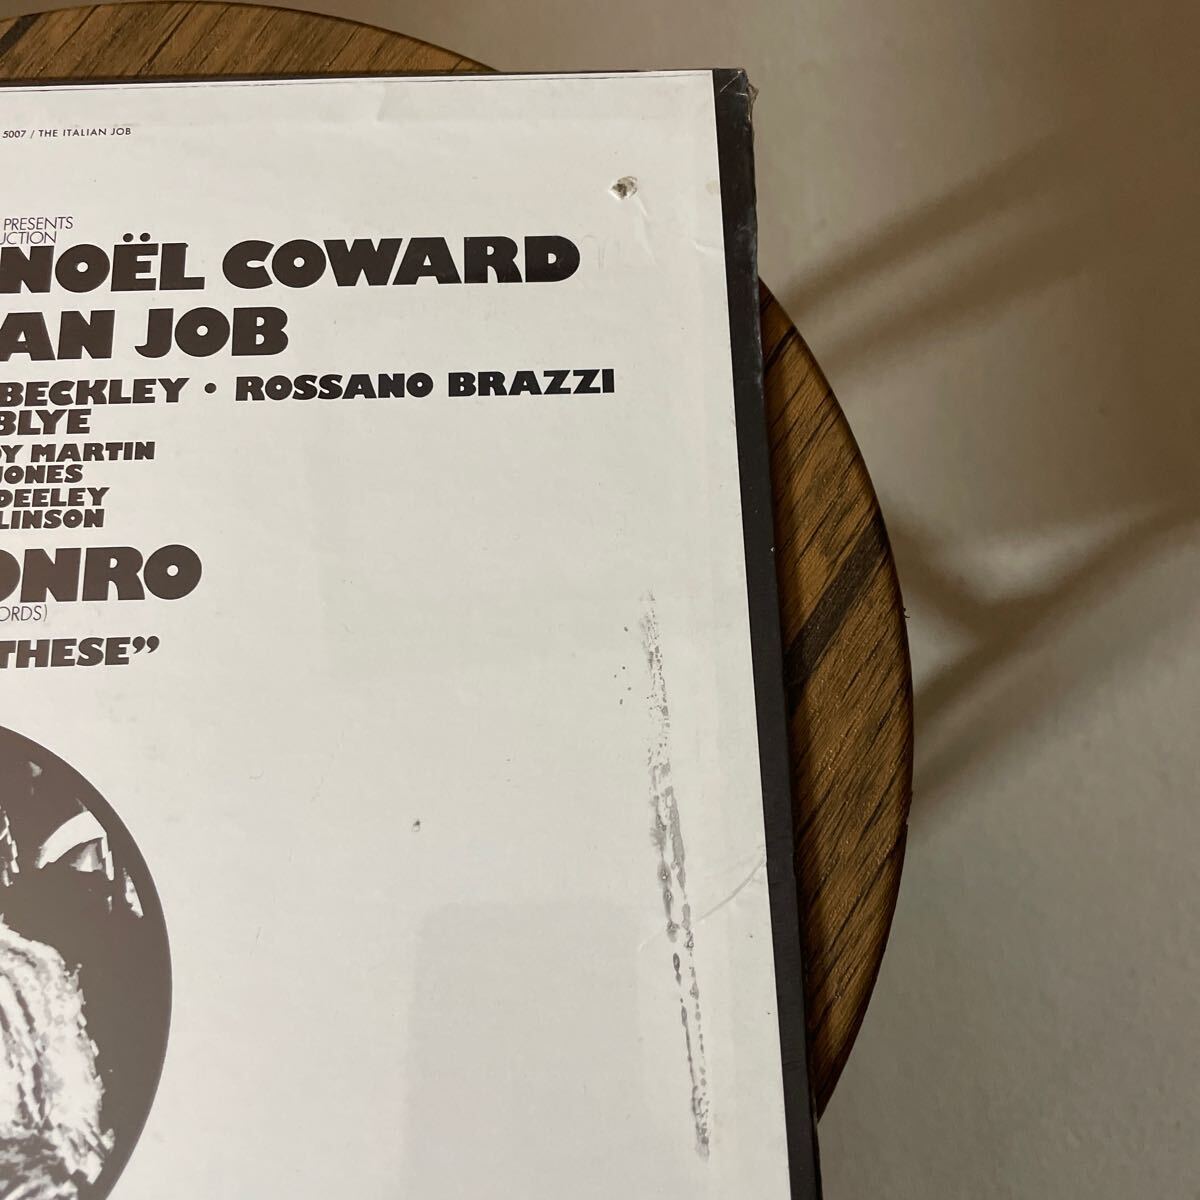 5007 / THE ITALIAN JOB
PRESENTS
UCTION
NOËL COWARD
AN JOB
BECKLEY • ROSSANO BRAZZI
BLYE
DY MARTIN
JONES
DEELEY
LINSON
ONRO
ORDS)
THESE”